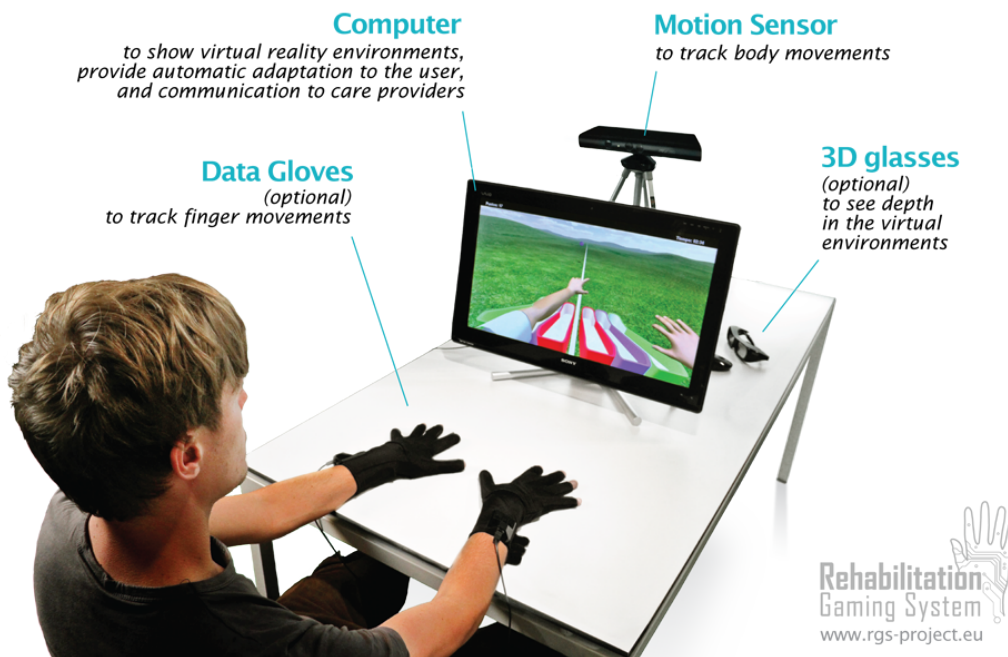 Computer
to show virtual reality environments,
provide automatic adaptation to the user,
and communication to care providers
Motion Sensor
to track body movements
Data Gloves
(optional)
to track finger movements
3D glasses
(optional)
to see depth
in the virtual
environments
SONY
Rehabilitation
Gaming System
www.rgs-project.eu